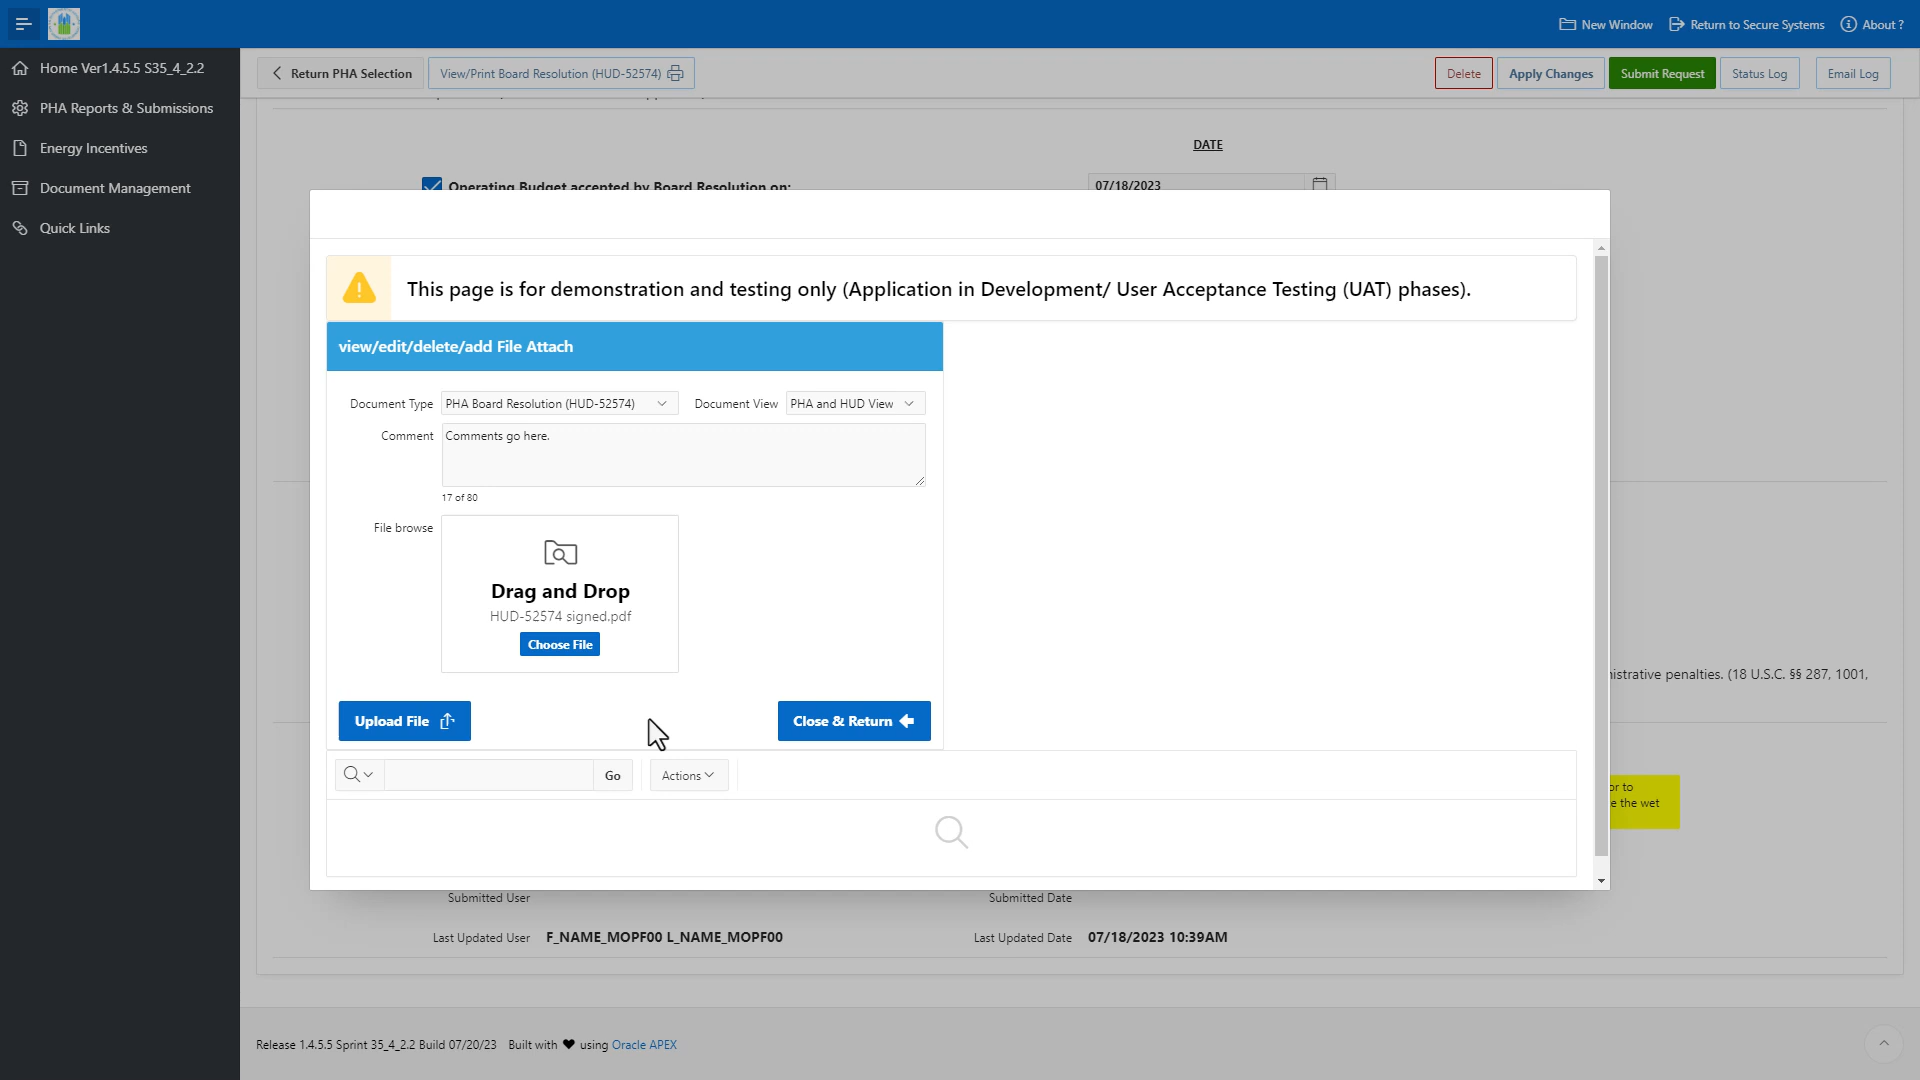 New Window
Return to Secure Systems
About ?
Home Ver1.4.5.5 S35_4_2.2
PHA Reports & Submissions
Energy Incentives
Document Management
Quick Links
Return PHA Selection
View/Print Board Resolution (HUD-52574)
Delete
Apply Changes
Submit Request
Status Log
Email Log
DATE
Operating Budget accepted by Board Resolution on:
07/18/2023
This page is for demonstration and testing only (Application in Development/ User Acceptance Testing (UAT) phases).
view/edit/delete/add File Attach
Document Type
PHA Board Resolution (HUD-52574)
Document View
PHA and HUD View
Comment
Comments go here.
17 of 80
File browse
Drag and Drop
HUD-52574 signed.pdf
Choose File
Upload File
Close & Return
Go
Actions
penalties. (18 U.S.C. §§ 287, 1001,
or to
e the wet
Submitted User
Submitted Date
Last Updated User F_NAME_MOPF00 L_NAME_MOPF00
Last Updated Date 07/18/2023 10:39AM
Release 1.4.5.5 Sprint 35_4_2.2 Build 07/20/23 Built with ❤ using Oracle APEX